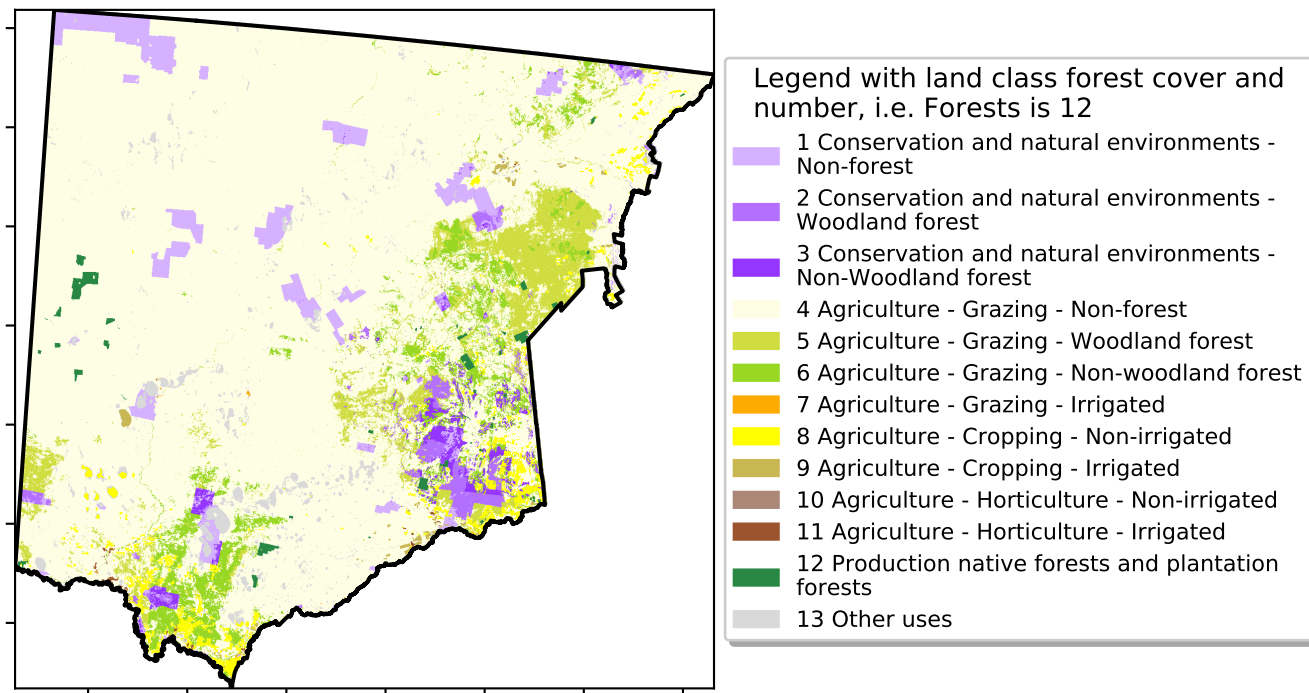 Legend with land class forest cover and
number, i.e. Forests is 12
1 Conservation and natural environments -
Non-forest
2 Conservation and natural environments -
Woodland forest
3 Conservation and natural environments -
Non-Woodland forest
4 Agriculture - Grazing - Non-forest
5 Agriculture - Grazing - Woodland forest
6 Agriculture - Grazing - Non-woodland forest
7 Agriculture - Grazing - Irrigated
8 Agriculture - Cropping - Non-irrigated
9 Agriculture - Cropping - Irrigated
10 Agriculture - Horticulture - Non-irrigated
11 Agriculture - Horticulture - Irrigated
12 Production native forests and plantation
forests
13 Other uses